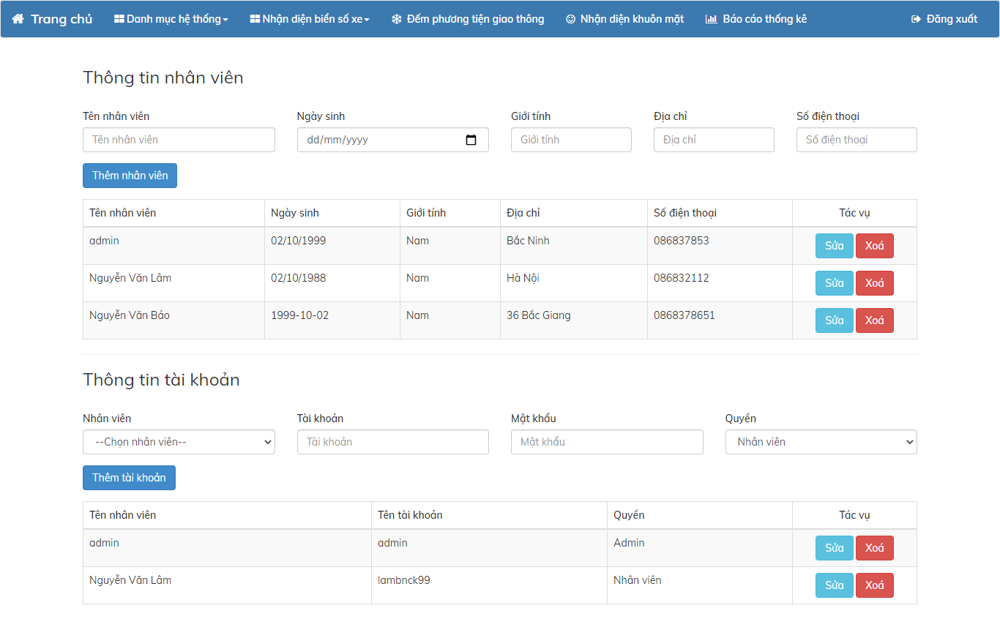 Trang chủ Danh mục hệ thống Nhận diện biển số xe Đếm phương tiện giao thông Nhận diện khuôn mặt Báo cáo thống kê Đăng xuất
Thông tin nhân viên
Tên nhân viên Ngày sinh Giới tính Địa chỉ Số điện thoại
Tên nhân viên dd/mm/yyyy Giới tính Địa chỉ Số điện thoại
Thêm nhân viên
Tên nhân viên Ngày sinh Giới tính Địa chỉ Số điện thoại Tác vụ
admin 02/10/1999 Nam Bắc Ninh 086837853 Sửa Xoá
Nguyễn Văn Lâm 02/10/1988 Nam Hà Nội 086832112 Sửa Xoá
Nguyễn Văn Bảo 1999-10-02 Nam 36 Bắc Giang 0868378651 Sửa Xoá
Thông tin tài khoản
Nhân viên Tài khoản Mật khẩu Quyền
--Chọn nhân viên-- Tài khoản Mật khẩu Nhân viên
Thêm tài khoản
Tên nhân viên Tên tài khoản Quyền Tác vụ
admin admin Admin Sửa Xoá
Nguyễn Văn Lâm lambnck99 Nhân viên Sửa Xoá